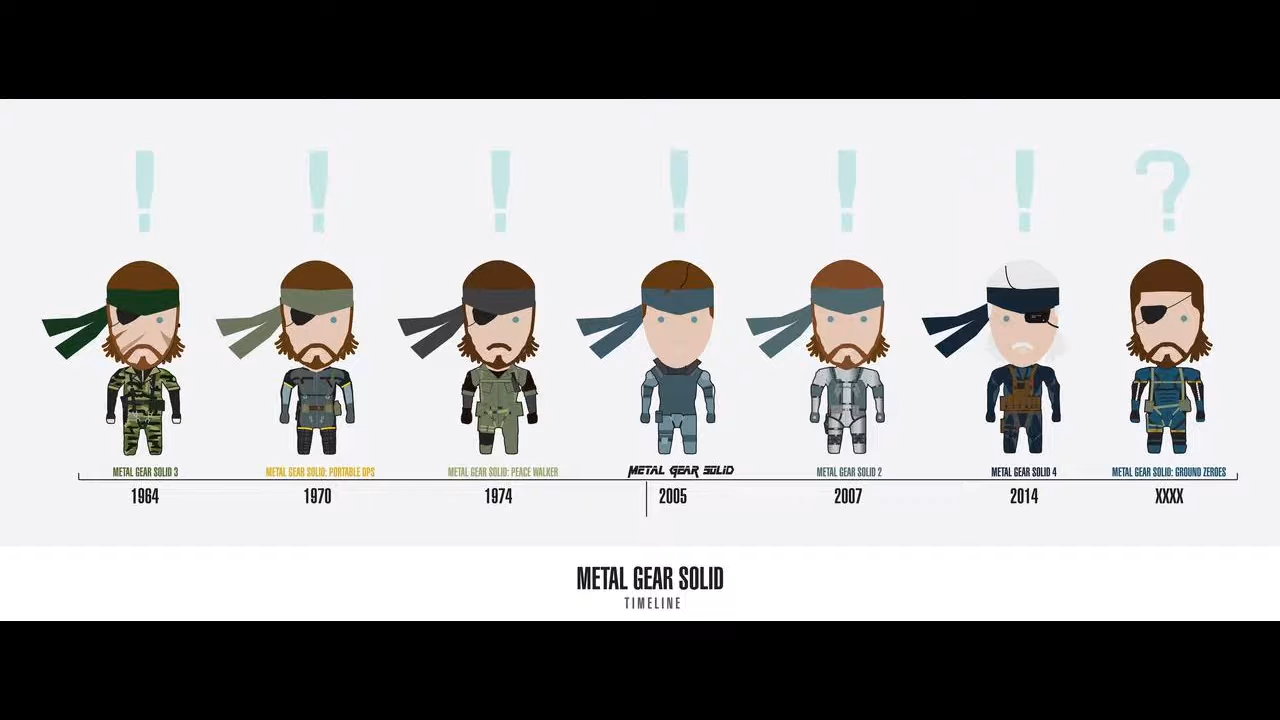 ! ! ! ! ! ! ?
METAL GEAR SOLID 3 METAL GEAR SOLID: PORTABLE OPS METAL GEAR SOLID: PEACE WALKER METAL GEAR SOLID METAL GEAR SOLID 2 METAL GEAR SOLID 4 METAL GEAR SOLID: GROUND ZEROES
1964 1970 1974 2005 2007 2014 XXXX
METAL GEAR SOLID
TIMELINE